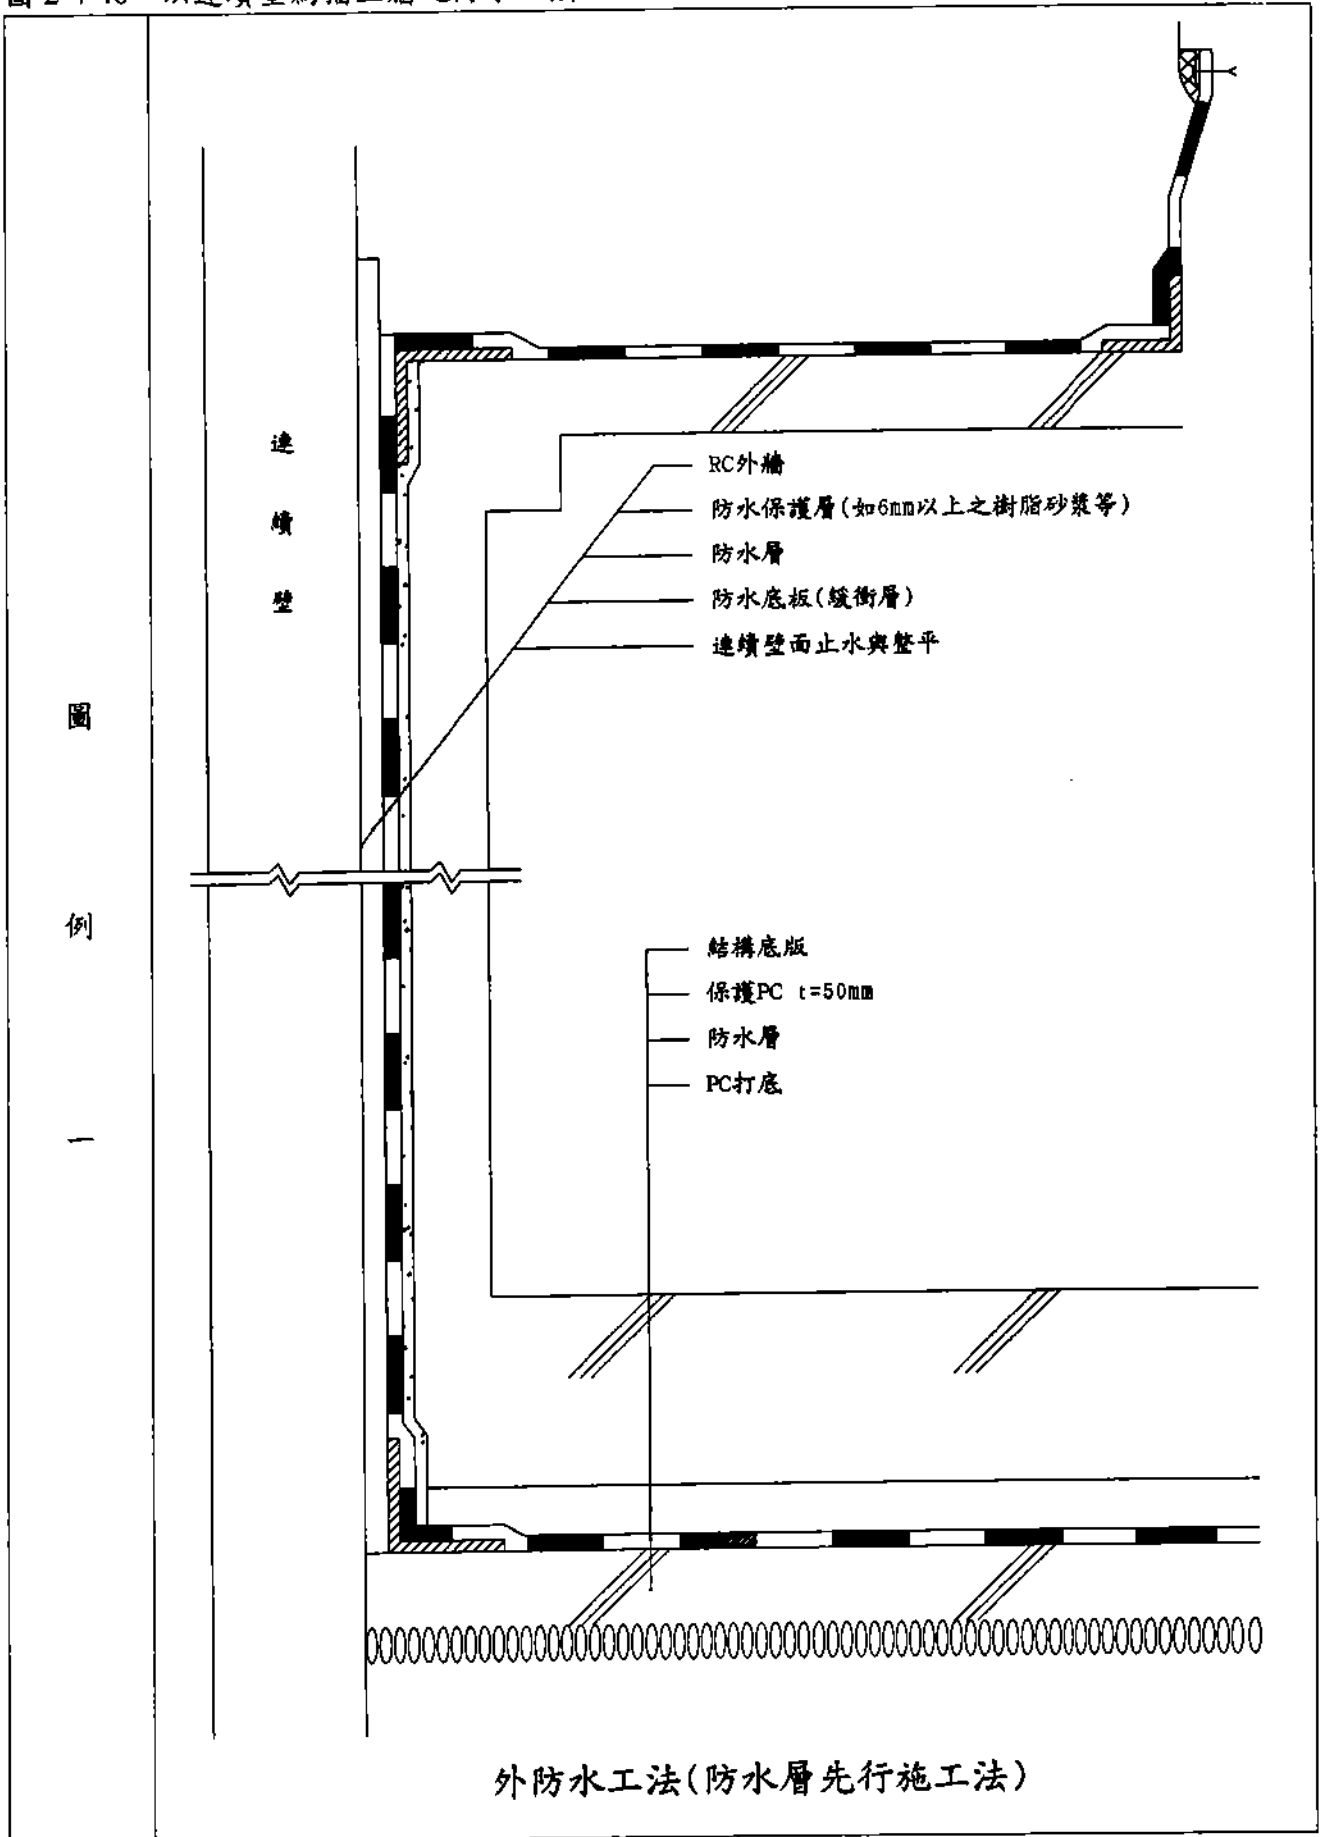 連續壁
圖例一
RC外牆
防水保護層(如6mm以上之樹脂砂漿等)
防水層
防水底板(緩衝層)
連續壁面止水與整平
結構底版
保護PC t=50mm
防水層
PC打底
外防水工法(防水層先行施工法)